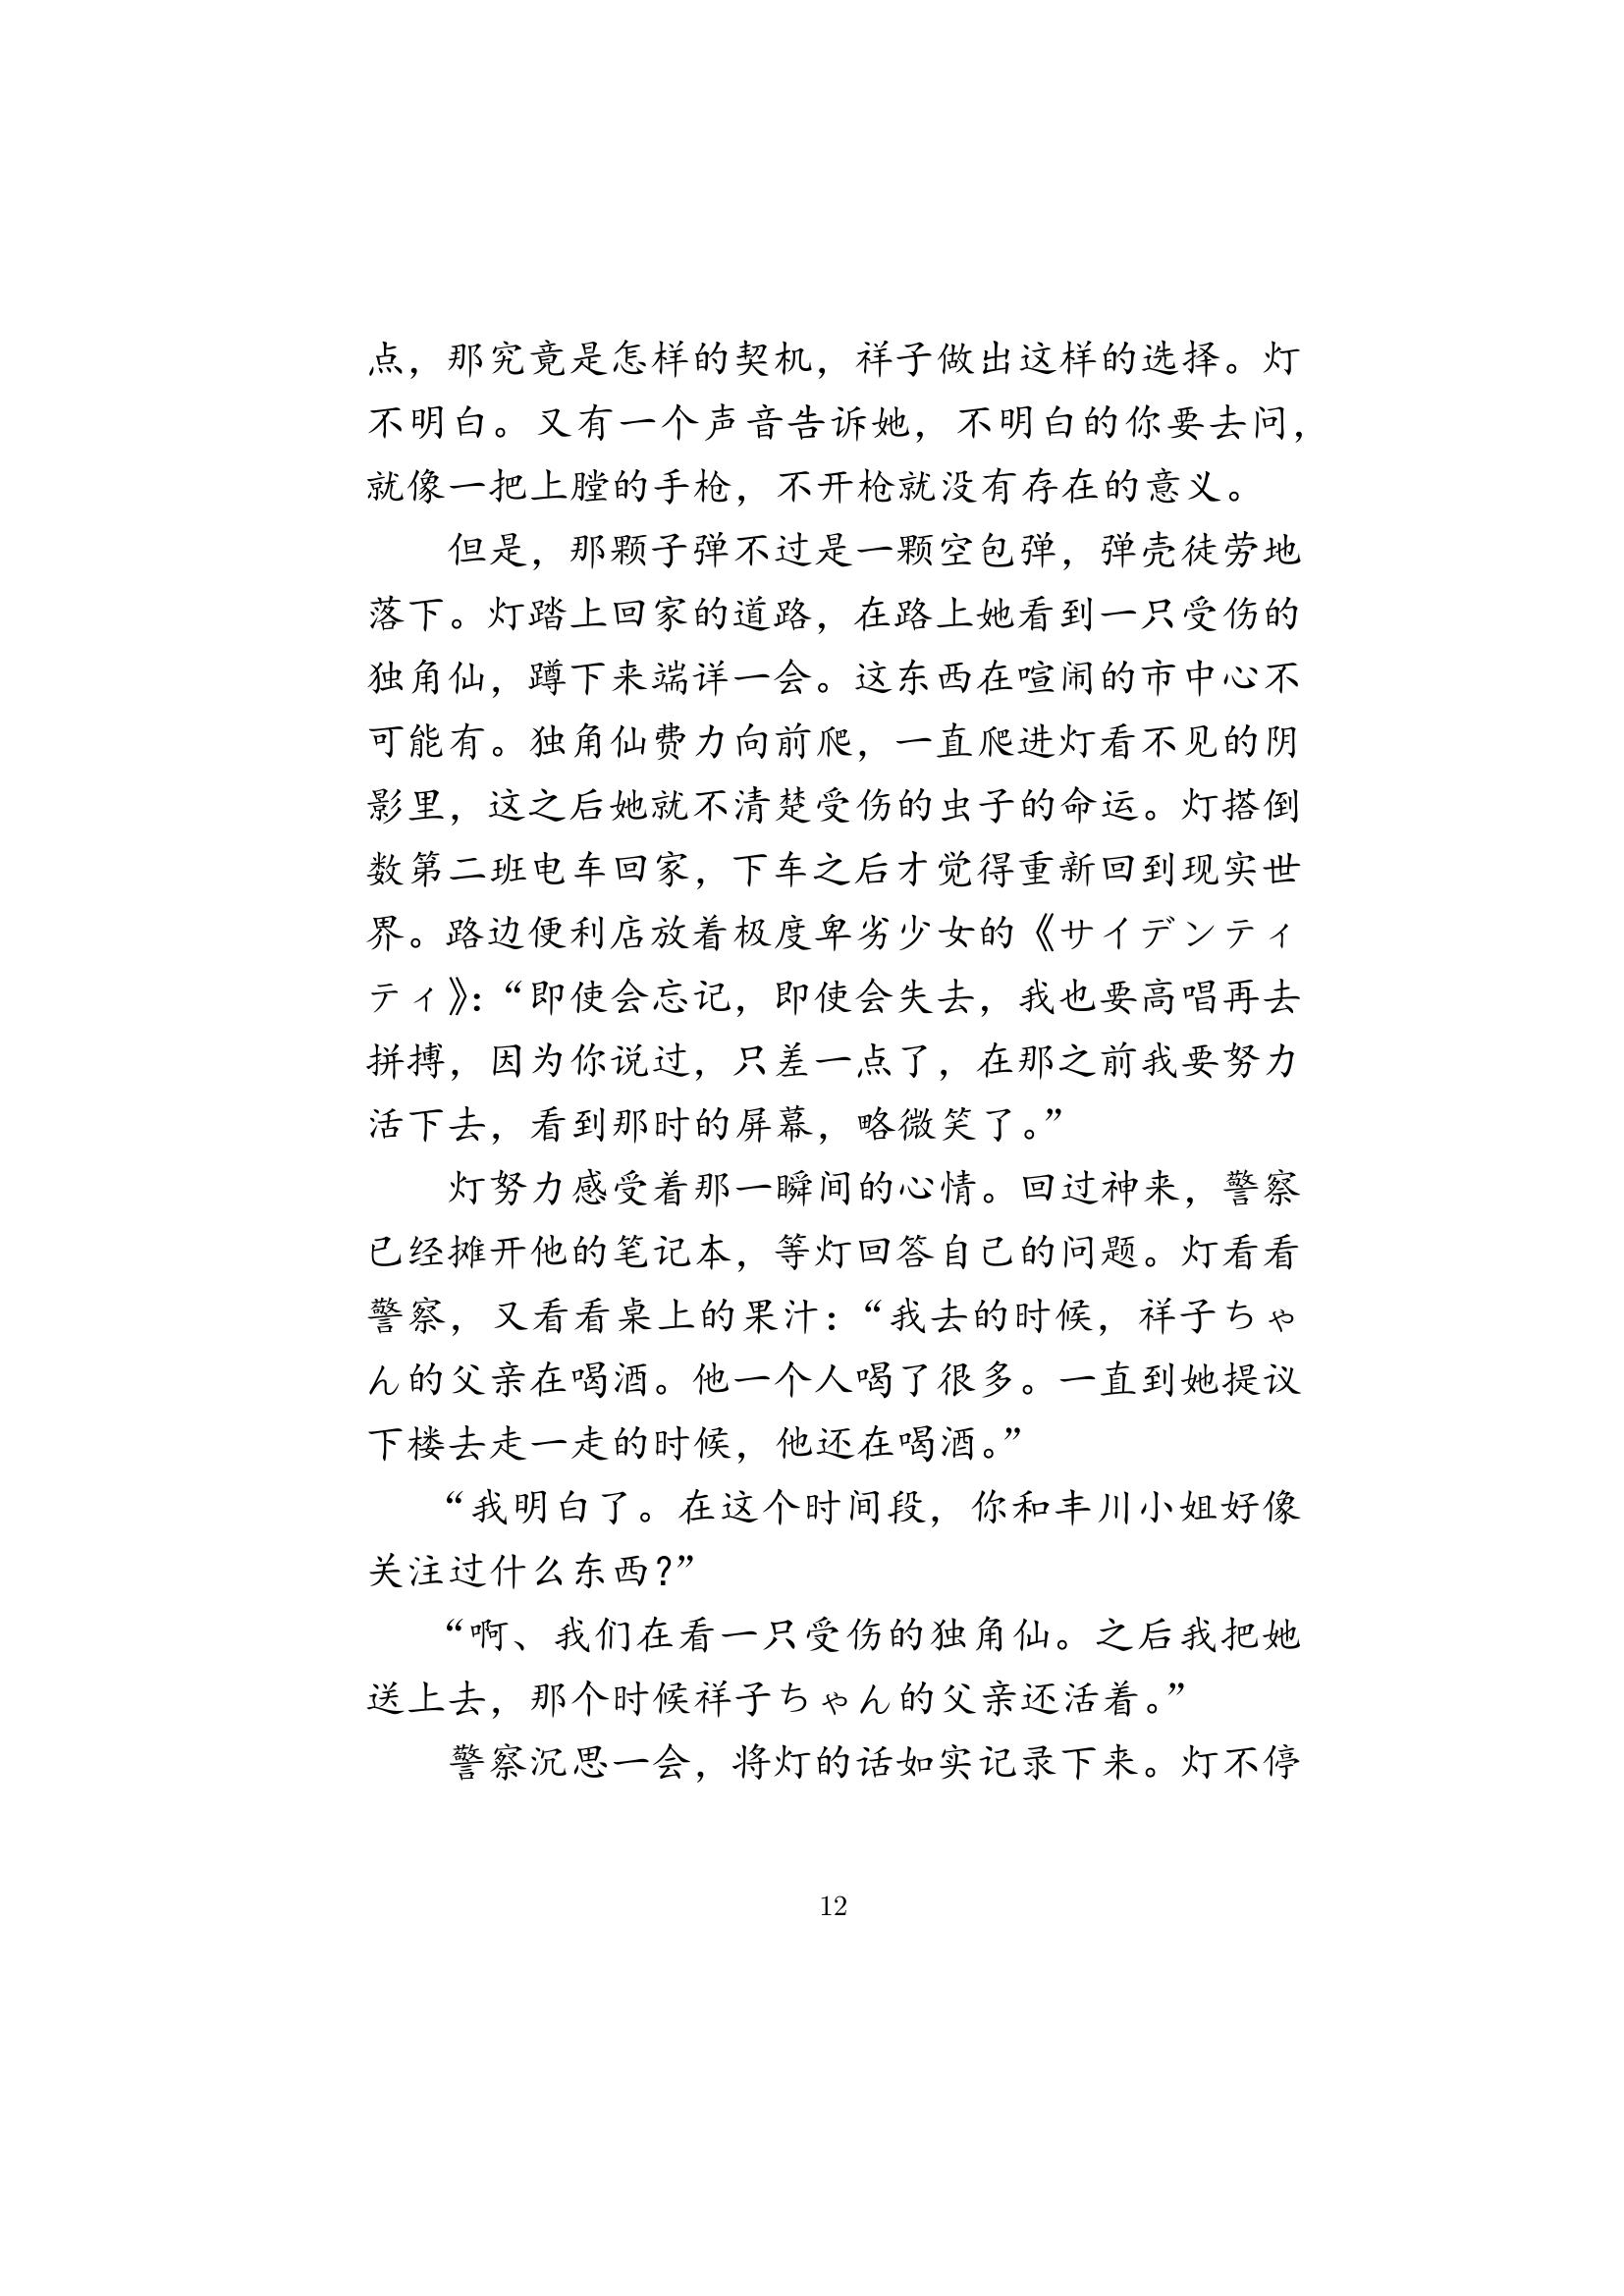 点，那究竟是怎样的契机，祥子做出这样的选择。灯
不明白。又有一个声音告诉她，不明白的你要去问，
就像一把上膛的手枪，不开枪就没有存在的意义。
但是，那颗子弹不过是一颗空包弹，弹壳徒劳地
落下。灯踏上回家的道路，在路上她看到一只受伤的
独角仙，蹲下来端详一会。这东西在喧闹的市中心不
可能有。独角仙费力向前爬，一直爬进灯看不见的阴
影里，这之后她就不清楚受伤的虫子的命运。灯搭倒
数第二班电车回家，下车之后才觉得重新回到现实世
界。路边便利店放着极度卑劣少女的《サイデンティ
ティ》：“即使会忘记，即使会失去，我也要高唱再去
拼搏，因为你说过，只差一点了，在那之前我要努力
活下去，看到那时的屏幕，略微笑了。”
灯努力感受着那一瞬间的心情。回过神来，警察
已经摊开他的笔记本，等灯回答自己的问题。灯看看
警察，又看看桌上的果汁：“我去的时候，祥子ちゃ
ん的父亲在喝酒。他一个人喝了很多。一直到她提议
下楼去走一走的时候，他还在喝酒。”
“我明白了。在这个时间段，你和丰川小姐好像
关注过什么东西？”
“啊、我们在看一只受伤的独角仙。之后我把她
送上去，那个时候祥子ちゃん的父亲还活着。”
警察沉思一会，将灯的话如实记录下来。灯不停
12